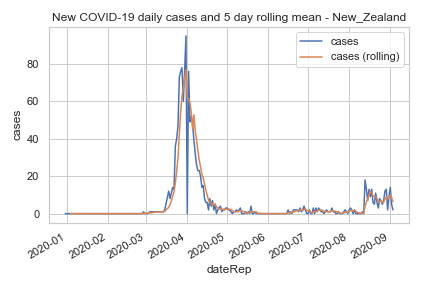 New COVID-19 daily cases and 5 day rolling mean - New_Zealand
cases
cases (rolling)
80
60
40
20
0
cases
2020-01
2020-02
2020-03
2020-04
2020-05
2020-06
2020-07
2020-08
2020-09
dateRep